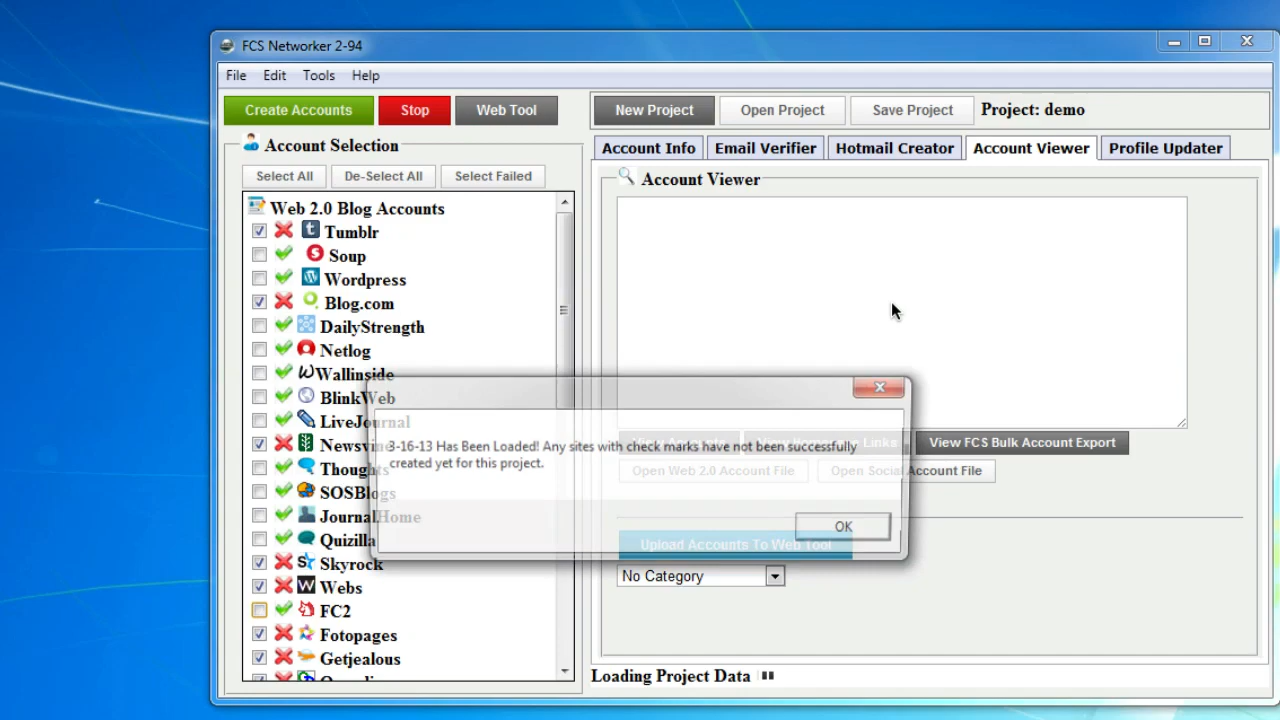 FCS Networker 2-94
File Edit Tools Help
Create Accounts Stop Web Tool
New Project Open Project Save Project Project: demo
Account Selection
Select All De-Select All Select Failed
Web 2.0 Blog Accounts
Tumblr
Soup
Wordpress
Blog.com
DailyStrength
Netlog
Wallinside
BlinkWeb
LiveJournal
Newsvine
Thoughts
SOSBlogs
JournalHome
Quizilla
Skyrock
Webs
FC2
Fotopages
Getjealous
Account Info Email Verifier Hotmail Creator Account Viewer Profile Updater
Account Viewer
View FCS Bulk Account Export
Open Web 2.0 Account File Open Social Account File
Upload Accounts To Web Tool
No Category
3-16-13 Has Been Loaded! Any sites with check marks have not been successfully
created yet for this project.
OK
Loading Project Data